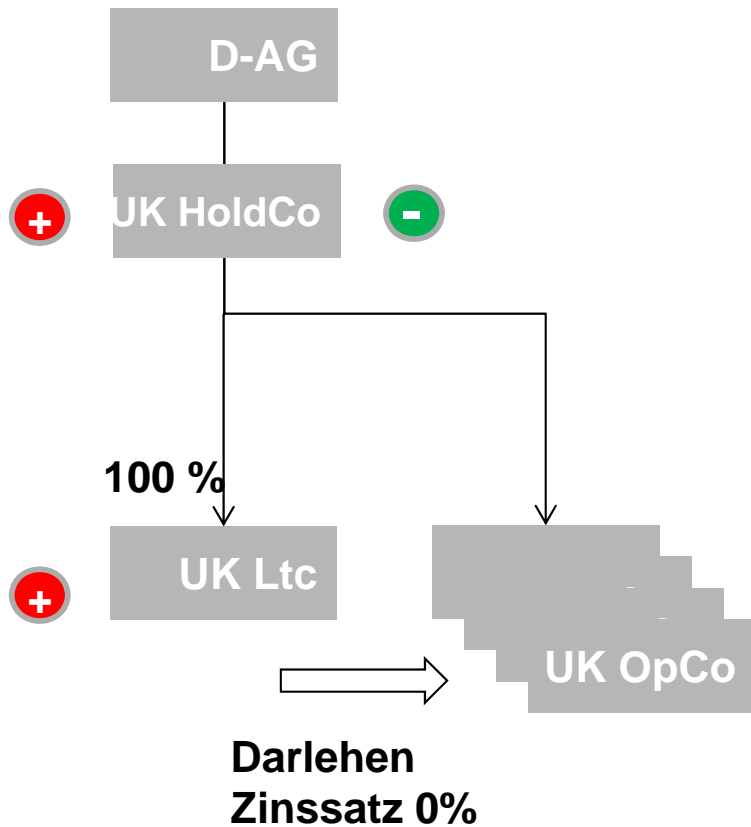 D-AG
+
UK HoldCo
-
100 %
UK Ltc
+
UK OpCo
Darlehen
Zinssatz 0%